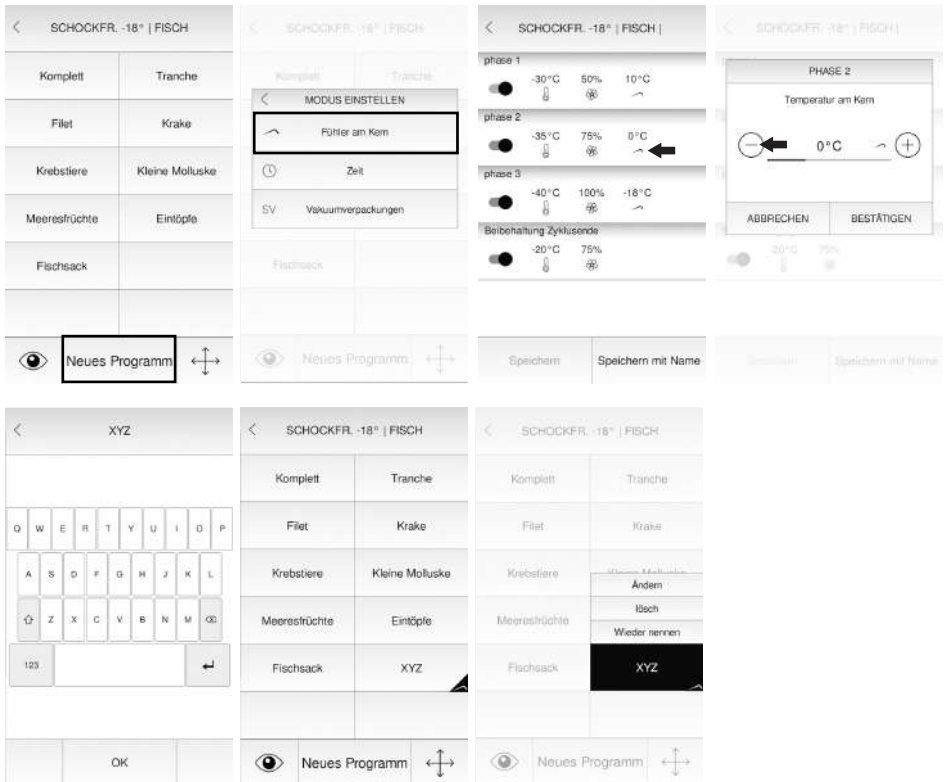 SCHOCKFR. -18° | FISCH
Komplett Tranche
Filet Krake
Krebstiere Kleine Molluske
Meeresfrüchte Eintöpfe
Fischsack
Neues Programm
SCHOCKFR. -18° | FISCH
Komplett Tranche
MODUS EINSTELLEN
Fühler am Kern
Zeit
SV Vakuumverpackungen
Fischsack
Neues Programm
SCHOCKFR. -18° | FISCH |
phase 1
-30°C 50% 10°C
phase 2
-35°C 75% 0°C
phase 3
-40°C 100% -18°C
Beibehaltung Zyklusende
-20°C 75%
Speichern Speichern mit Name
SCHOCKFR. -18° | FISCH |
PHASE 2
Temperatur am Kern
0°C
ABBRECHEN BESTÄTIGEN
-20°C 75%
Speichern Speichern mit Name
XYZ
Q W E R T Y U I O P
A S D F G H J K L
Z X C V B N M
123
OK
SCHOCKFR. -18° | FISCH
Komplett Tranche
Filet Krake
Krebstiere Kleine Molluske
Meeresfrüchte Eintöpfe
Fischsack XYZ
Neues Programm
SCHOCKFR. -18° | FISCH
Komplett Tranche
Filet Krake
Krebstiere Kleine Molluske
Ändern
lösch
Meeresfrüchte
Wieder nennen
Fischsack XYZ
Neues Programm